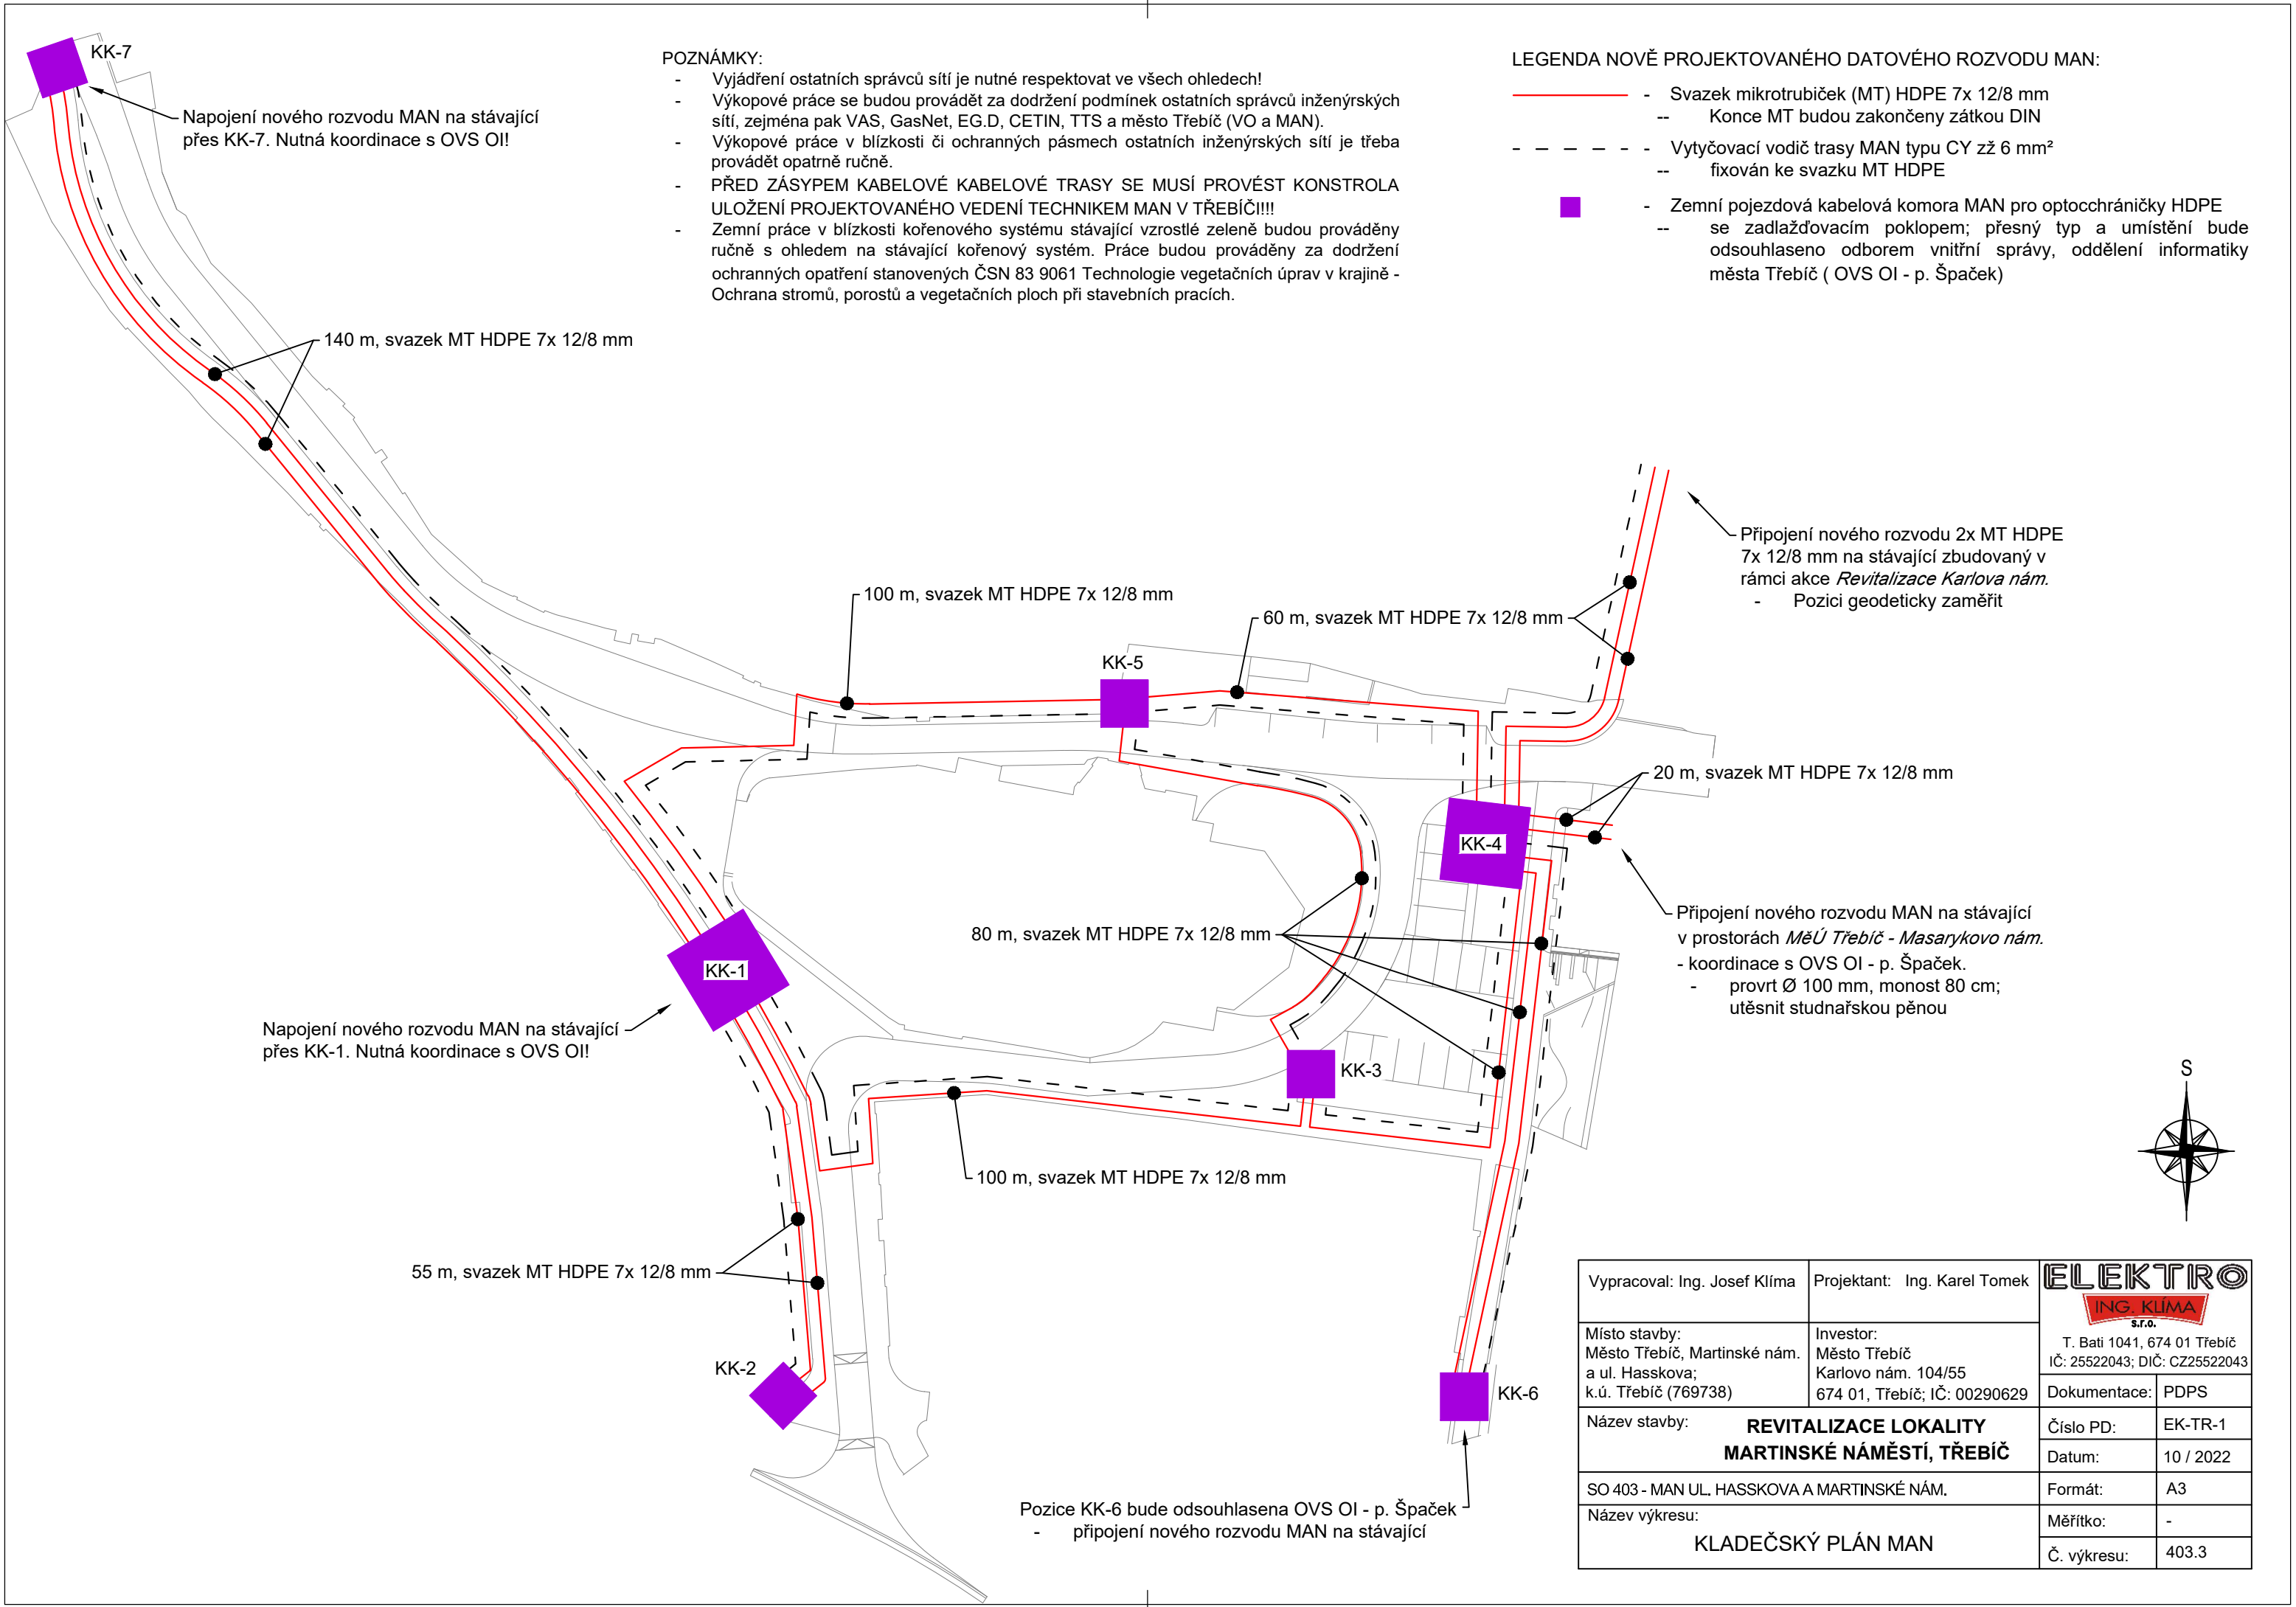 KK-7
Napojení nového rozvodu MAN na stávající
přes KK-7. Nutná koordinace s OVS OI!
POZNÁMKY:
- Vyjádření ostatních správců sítí je nutné respektovat ve všech ohledech!
- Výkopové práce se budou provádět za dodržení podmínek ostatních správců inženýrských
sítí, zejména pak VAS, GasNet, EG.D, CETIN, TTS a město Třebíč (VO a MAN).
- Výkopové práce v blízkosti či ochranných pásmech ostatních inženýrských sítí je třeba
provádět opatrně ručně.
- PŘED ZÁSYPEM KABELOVÉ KABELOVÉ TRASY SE MUSÍ PROVÉST KONSTROLA
ULOŽENÍ PROJEKTOVANÉHO VEDENÍ TECHNIKEM MAN V TŘEBÍČI!!!
- Zemní práce v blízkosti kořenového systému stávající vzrostlé zeleně budou prováděny
ručně s ohledem na stávající kořenový systém. Práce budou prováděny za dodržení
ochranných opatření stanovených ČSN 83 9061 Technologie vegetačních úprav v krajině -
Ochrana stromů, porostů a vegetačních ploch při stavebních pracích.
LEGENDA NOVĚ PROJEKTOVANÉHO DATOVÉHO ROZVODU MAN:
- Svazek mikrotrubiček (MT) HDPE 7x 12/8 mm
-- Konce MT budou zakončeny zátkou DIN
- Vytyčovací vodič trasy MAN typu CY zž 6 mm²
-- fixován ke svazku MT HDPE
- Zemní pojezdová kabelová komora MAN pro optocchráničky HDPE
-- se zadlažďovacím poklopem; přesný typ a umístění bude
odsouhlaseno odborem vnitřní správy, oddělení informatiky
města Třebíč ( OVS OI - p. Špaček)
140 m, svazek MT HDPE 7x 12/8 mm
Připojení nového rozvodu 2x MT HDPE
7x 12/8 mm na stávající zbudovaný v
rámci akce Revitalizace Karlova nám.
- Pozici geodeticky zaměřit
100 m, svazek MT HDPE 7x 12/8 mm
60 m, svazek MT HDPE 7x 12/8 mm
KK-5
20 m, svazek MT HDPE 7x 12/8 mm
KK-4
Připojení nového rozvodu MAN na stávající
v prostorách MěÚ Třebíč - Masarykovo nám.
- koordinace s OVS OI - p. Špaček.
- provrt Ø 100 mm, monost 80 cm;
utěsnit studnařskou pěnou
80 m, svazek MT HDPE 7x 12/8 mm
KK-1
Napojení nového rozvodu MAN na stávající
přes KK-1. Nutná koordinace s OVS OI!
KK-3
S
100 m, svazek MT HDPE 7x 12/8 mm
55 m, svazek MT HDPE 7x 12/8 mm
KK-2
KK-6
Pozice KK-6 bude odsouhlasena OVS OI - p. Špaček
- připojení nového rozvodu MAN na stávající
Vypracoval: Ing. Josef Klíma
Projektant: Ing. Karel Tomek
ELEKTRO
ING. KLÍMA
s.r.o.
T. Bati 1041, 674 01 Třebíč
IČ: 25522043; DIČ: CZ25522043
Místo stavby:
Město Třebíč, Martinské nám.
a ul. Hasskova;
k.ú. Třebíč (769738)
Investor:
Město Třebíč
Karlovo nám. 104/55
674 01, Třebíč; IČ: 00290629
Dokumentace: PDPS
Název stavby:
REVITALIZACE LOKALITY
MARTINSKÉ NÁMĚSTÍ, TŘEBÍČ
Číslo PD: EK-TR-1
Datum: 10 / 2022
SO 403 - MAN UL. HASSKOVA A MARTINSKÉ NÁM.
Formát: A3
Název výkresu:
KLADEČSKÝ PLÁN MAN
Měřítko: -
Č. výkresu: 403.3